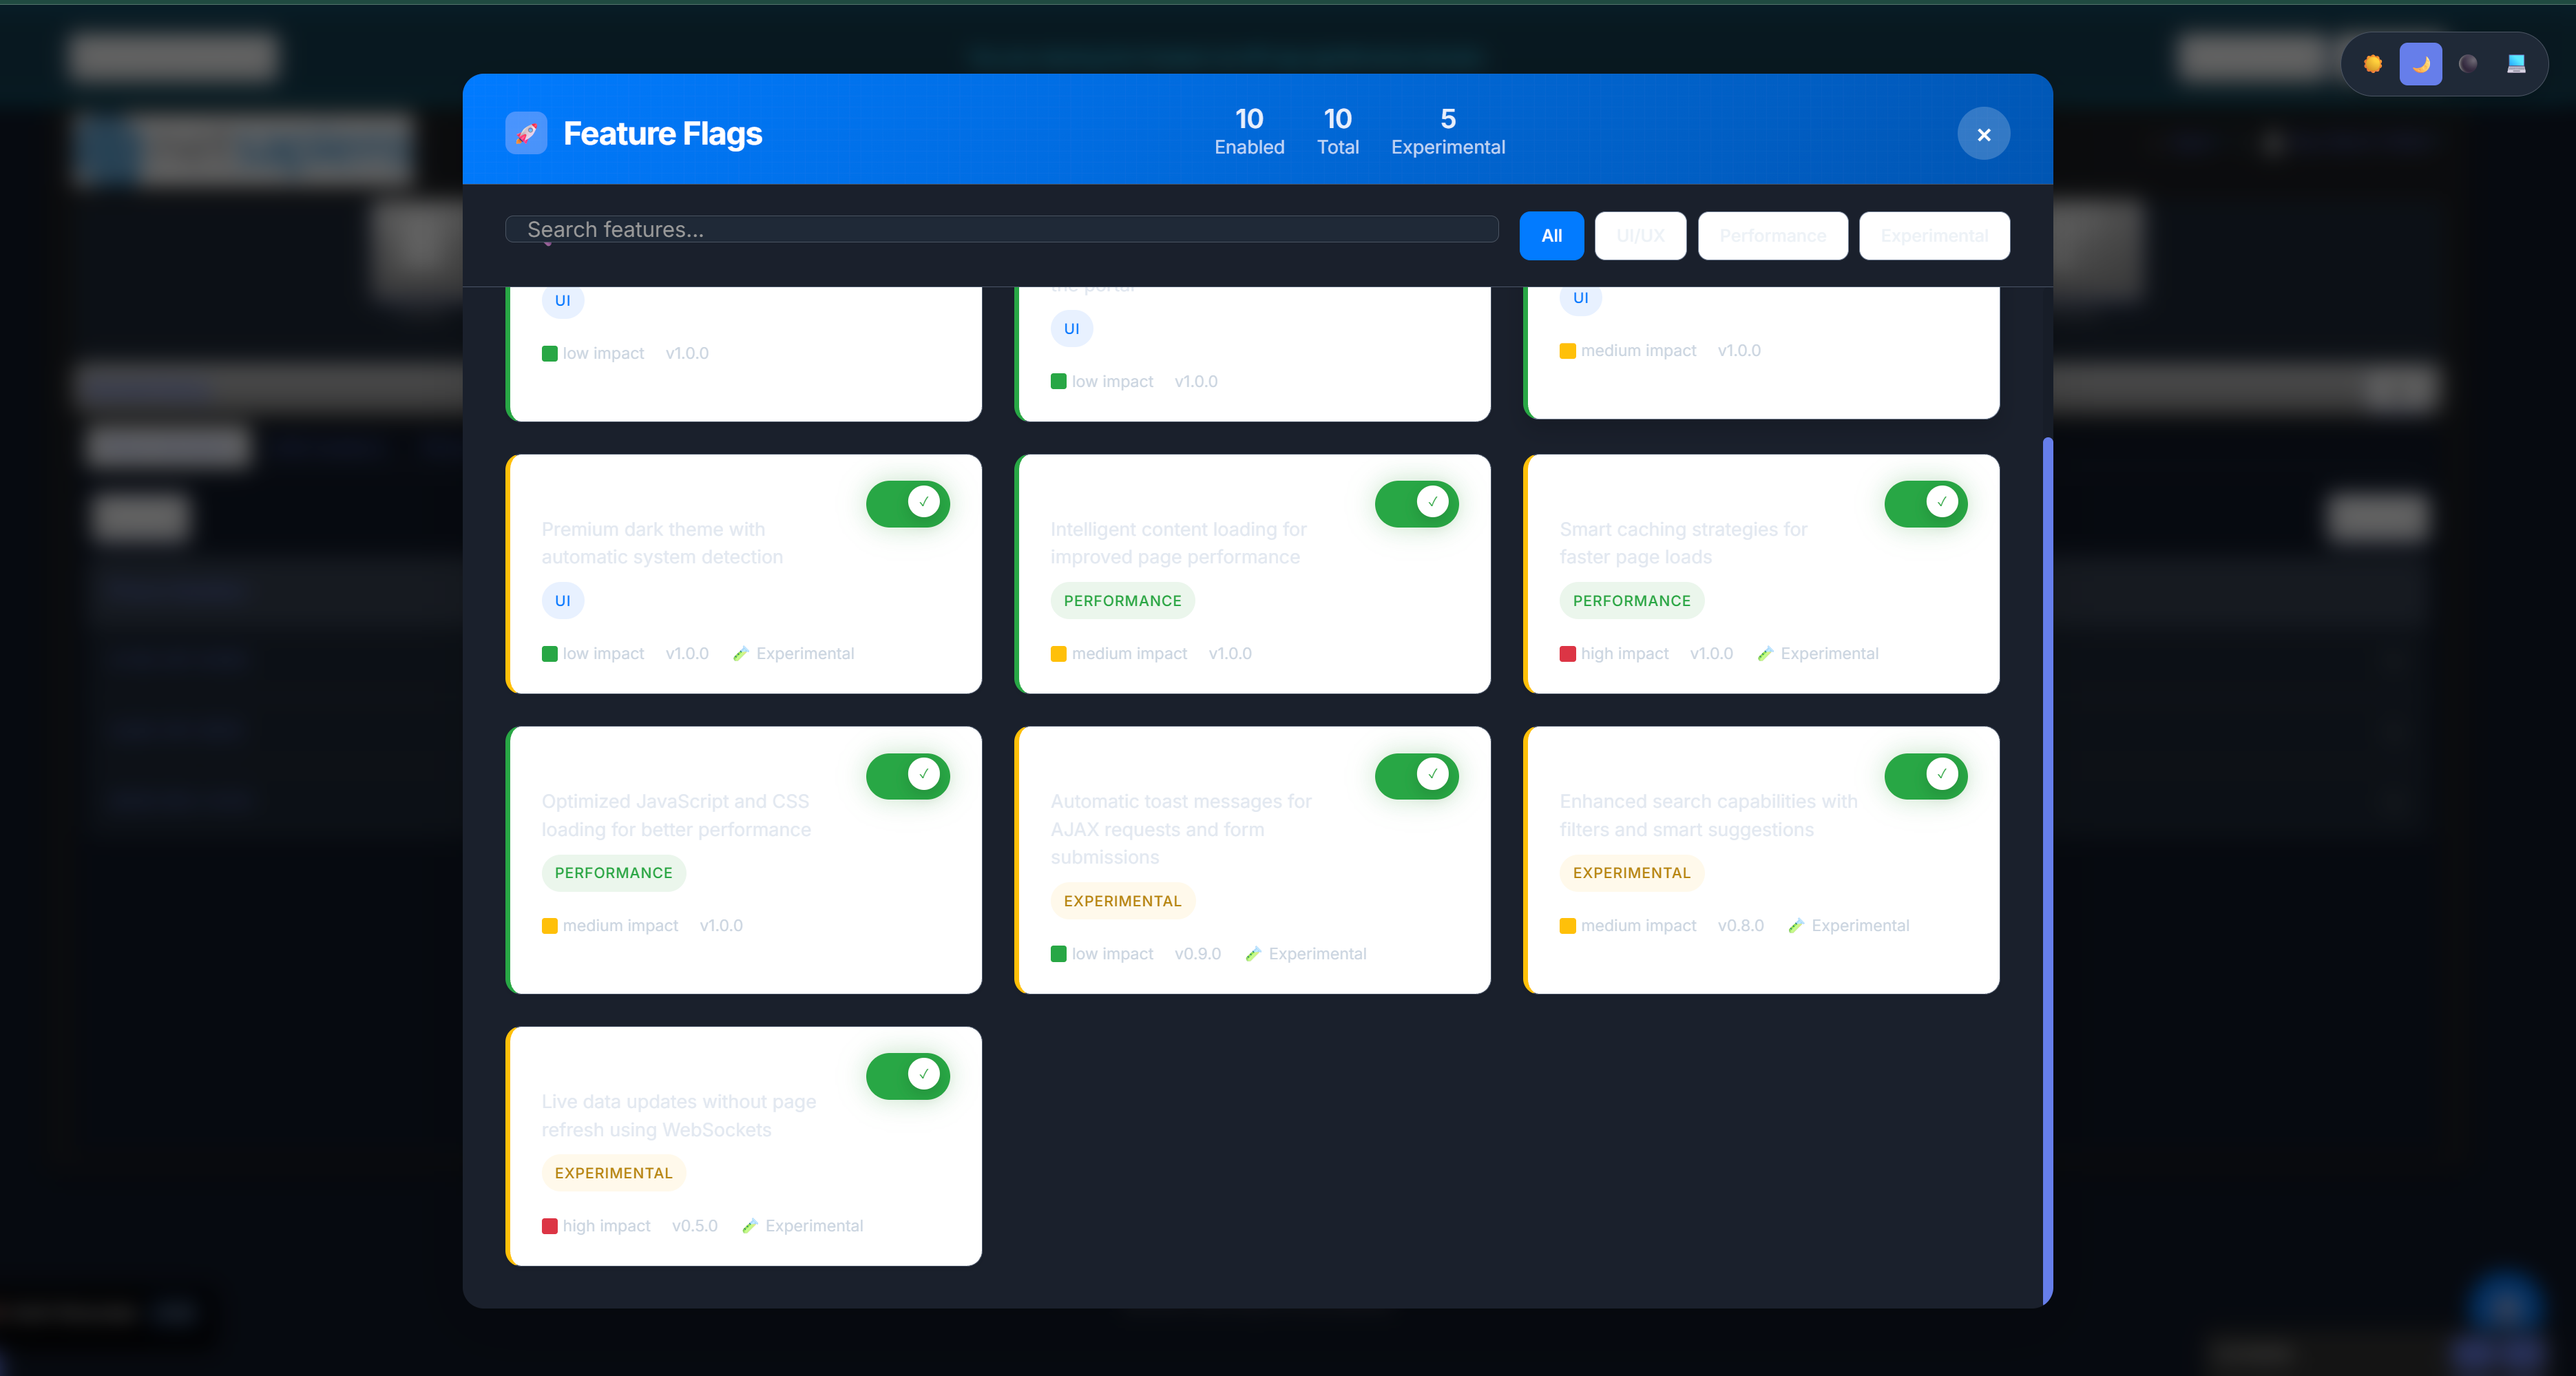 Feature Flags
10 10 5
Enabled Total Experimental
×
Search features...
All UI/UX Performance Experimental
the portal
UI
UI
UI
low impact v1.0.0
low impact v1.0.0
medium impact v1.0.0
Premium dark theme with
automatic system detection
UI
low impact v1.0.0 Experimental
Intelligent content loading for
improved page performance
PERFORMANCE
medium impact v1.0.0
Smart caching strategies for
faster page loads
PERFORMANCE
high impact v1.0.0 Experimental
Optimized JavaScript and CSS
loading for better performance
PERFORMANCE
medium impact v1.0.0
Automatic toast messages for
AJAX requests and form
submissions
EXPERIMENTAL
low impact v0.9.0 Experimental
Enhanced search capabilities with
filters and smart suggestions
EXPERIMENTAL
medium impact v0.8.0 Experimental
Live data updates without page
refresh using WebSockets
EXPERIMENTAL
high impact v0.5.0 Experimental